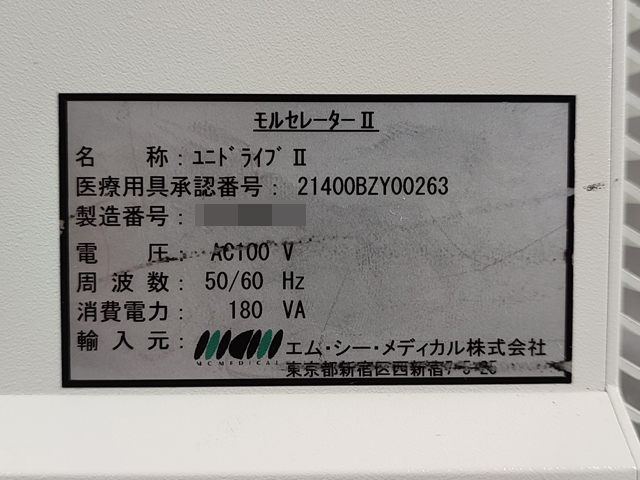 モルセレーターⅡ
名 称:ﾕﾆﾄﾞﾗｲﾌﾞⅡ
医療用具承認番号: 21400BZY00263
製造番号:
電 圧: AC100 V
周 波 数: 50/60 Hz
消費電力: 180 VA
輸 入 元: MCMEDICAL エム・シー・メディカル株式会社
東京都新宿区西新宿